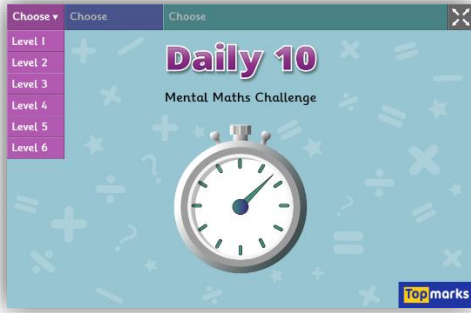 Choose ▾ Choose Choose
Level 1
Level 2
Level 3
Level 4
Level 5
Level 6
Daily 10
Mental Maths Challenge
Topmarks